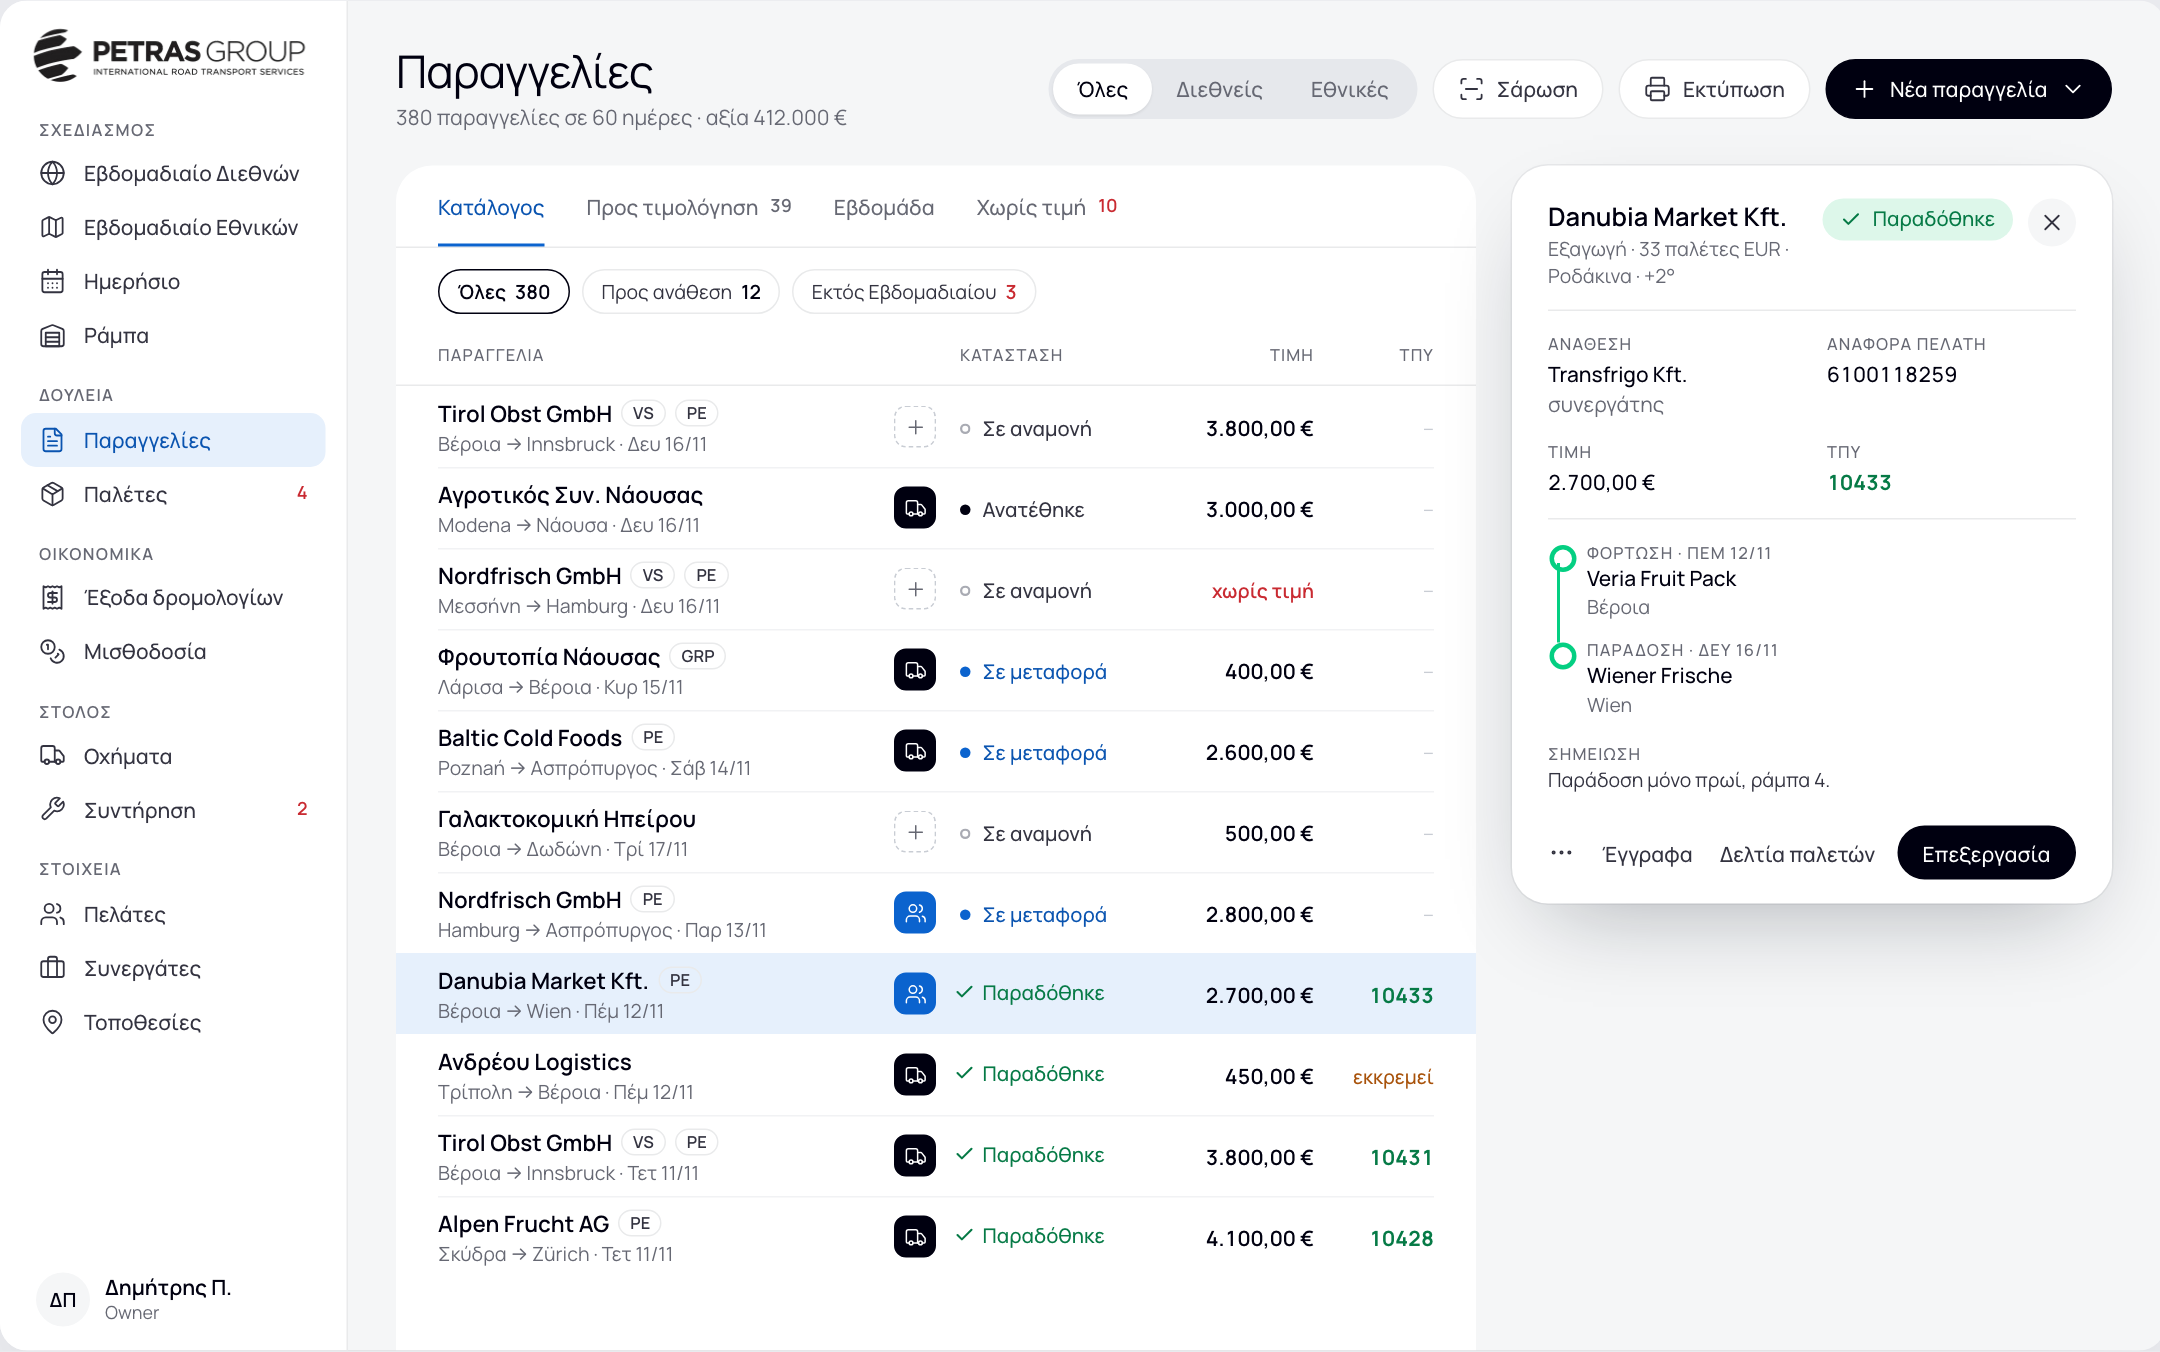 PETRAS GROUP
INTERNATIONAL ROAD TRANSPORT SERVICES
ΣΧΕΔΙΑΣΜΟΣ
Εβδομαδιαίο Διεθνών
Εβδομαδιαίο Εθνικών
Ημερήσιο
Ράμπα
ΔΟΥΛΕΙΑ
Παραγγελίες
Παλέτες 4
ΟΙΚΟΝΟΜΙΚΑ
Έξοδα δρομολογίων
Μισθοδοσία
ΣΤΟΛΟΣ
Οχήματα
Συντήρηση 2
ΣΤΟΙΧΕΙΑ
Πελάτες
Συνεργάτες
Τοποθεσίες
ΔΠ
Δημήτρης Π.
Owner
Παραγγελίες
380 παραγγελίες σε 60 ημέρες · αξία 412.000 €
Όλες Διεθνείς Εθνικές
Σάρωση
Εκτύπωση
Νέα παραγγελία
Κατάλογος Προς τιμολόγηση 39 Εβδομάδα Χωρίς τιμή 10
Όλες 380 Προς ανάθεση 12 Εκτός Εβδομαδιαίου 3
ΠΑΡΑΓΓΕΛΙΑ ΚΑΤΑΣΤΑΣΗ ΤΙΜΗ ΤΠΥ
Tirol Obst GmbH VS PE
Βέροια → Innsbruck · Δευ 16/11
Σε αναμονή 3.800,00 € –
Αγροτικός Συν. Νάουσας
Modena → Νάουσα · Δευ 16/11
Ανατέθηκε 3.000,00 € –
Nordfrisch GmbH VS PE
Μεσσήνη → Hamburg · Δευ 16/11
Σε αναμονή χωρίς τιμή –
Φρουτοπία Νάουσας GRP
Λάρισα → Βέροια · Κυρ 15/11
Σε μεταφορά 400,00 € –
Baltic Cold Foods PE
Poznań → Ασπρόπυργος · Σάβ 14/11
Σε μεταφορά 2.600,00 € –
Γαλακτοκομική Ηπείρου
Βέροια → Δωδώνη · Τρί 17/11
Σε αναμονή 500,00 € –
Nordfrisch GmbH PE
Hamburg → Ασπρόπυργος · Παρ 13/11
Σε μεταφορά 2.800,00 € –
Danubia Market Kft. PE
Βέροια → Wien · Πέμ 12/11
Παραδόθηκε 2.700,00 € 10433
Ανδρέου Logistics
Τρίπολη → Βέροια · Πέμ 12/11
Παραδόθηκε 450,00 € εκκρεμεί
Tirol Obst GmbH VS PE
Βέροια → Innsbruck · Τετ 11/11
Παραδόθηκε 3.800,00 € 10431
Alpen Frucht AG PE
Σκύδρα → Zürich · Τετ 11/11
Παραδόθηκε 4.100,00 € 10428
Danubia Market Kft.
Παραδόθηκε
Εξαγωγή · 33 παλέτες EUR ·
Ροδάκινα · +2°
ΑΝΑΘΕΣΗ ΑΝΑΦΟΡΑ ΠΕΛΑΤΗ
Transfrigo Kft. 6100118259
συνεργάτης
ΤΙΜΗ ΤΠΥ
2.700,00 € 10433
ΦΟΡΤΩΣΗ · ΠΕΜ 12/11
Veria Fruit Pack
Βέροια
ΠΑΡΑΔΟΣΗ · ΔΕΥ 16/11
Wiener Frische
Wien
ΣΗΜΕΙΩΣΗ
Παράδοση μόνο πρωί, ράμπα 4.
Έγγραφα Δελτία παλετών Επεξεργασία